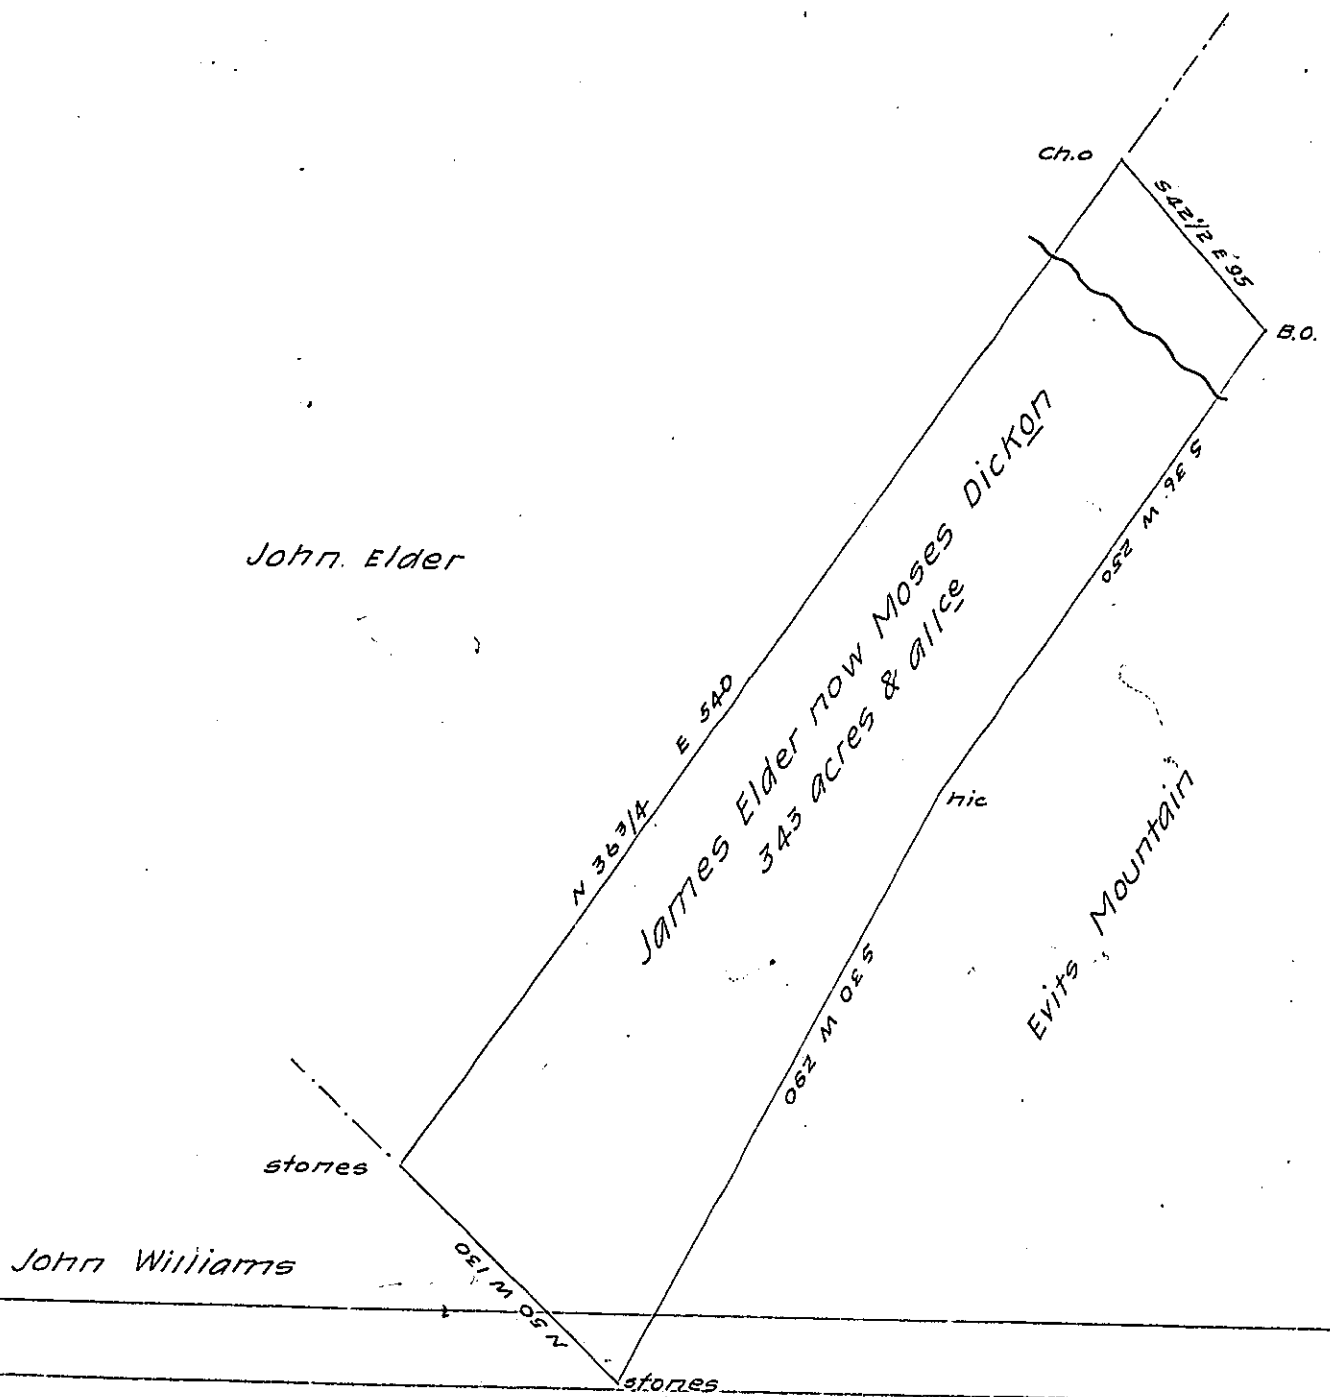 Ch.o
S 42 1/2 E 95
B.O.
S 36 W 250
John Elder
James Elder now Moses Dickon
343 acres & allce
N 36 3/4 E 540
hic
Evits Mountain
S 30 W 290
stones
John Williams
N 50 W 130
stones